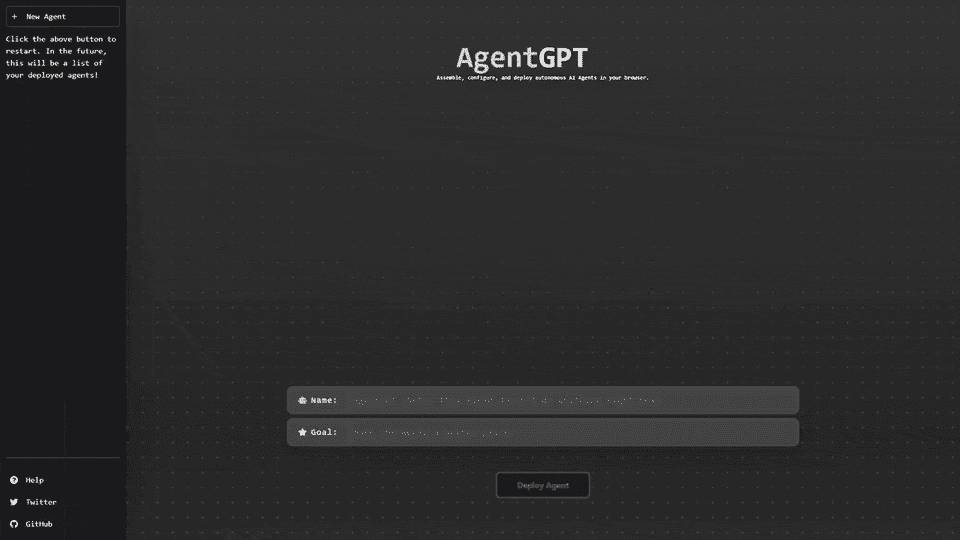 + New Agent
Click the above button to
restart. In the future,
this will be a list of
your deployed agents!
Help
Twitter
GitHub
AgentGPT
Assemble, configure, and deploy autonomous AI Agents in your browser.
Name:
Goal:
Deploy Agent